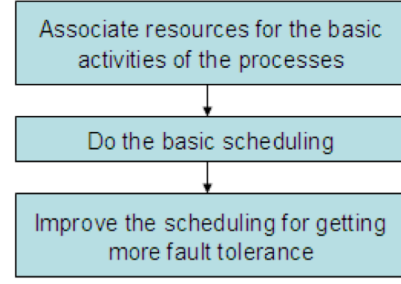 Associate resources for the basic
activities of the processes
Do the basic scheduling
Improve the scheduling for getting
more fault tolerance